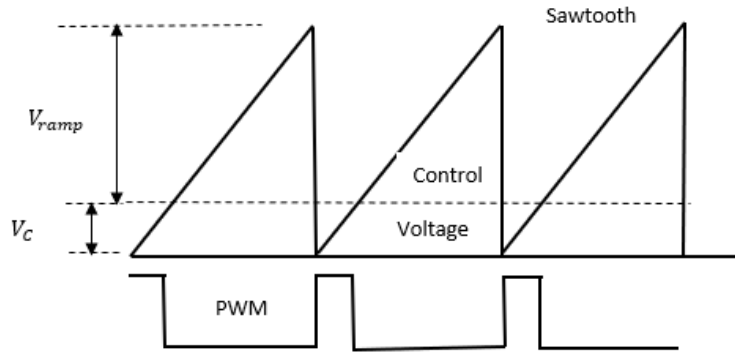 Sawtooth
V_ramp
Control
V_C
Voltage
PWM